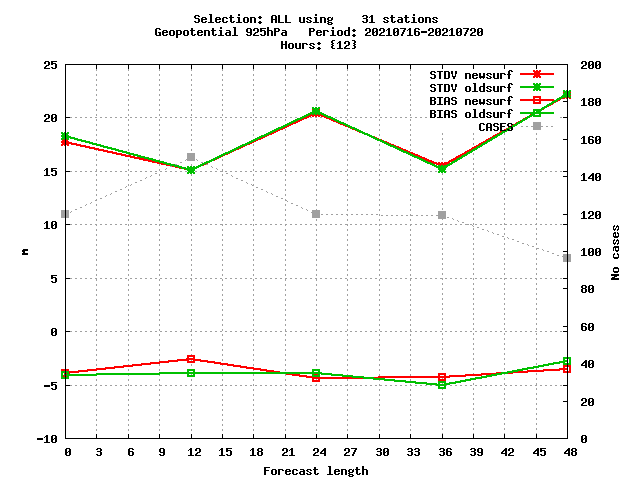 Selection: ALL using    31 stations
Geopotential 925hPa   Period: 20210716-20210720
Hours: {12}
25 200
STDV newsurf
STDV oldsurf
180
BIAS newsurf
BIAS oldsurf
20
CASES
160
15
140
10 120
m
No cases
100
5
80
0
60
40
-5
20
-10 0
0 3 6 9 12 15 18 21 24 27 30 33 36 39 42 45 48
Forecast length